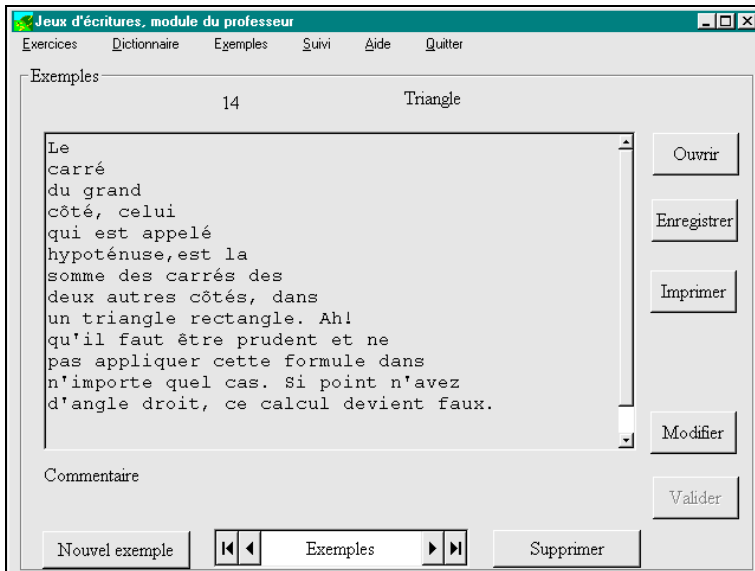 Jeux d'écritures, module du professeur
Exercices Dictionnaire Exemples Suivi Aide Quitter
Exemples
14 Triangle
Le
carré
du grand
côté, celui
qui est appelé
hypoténuse,est la
somme des carrés des
deux autres côtés, dans
un triangle rectangle. Ah!
qu'il faut être prudent et ne
pas appliquer cette formule dans
n'importe quel cas. Si point n'avez
d'angle droit, ce calcul devient faux.
Ouvrir
Enregistrer
Imprimer
Modifier
Commentaire
Valider
Nouvel exemple Exemples Supprimer